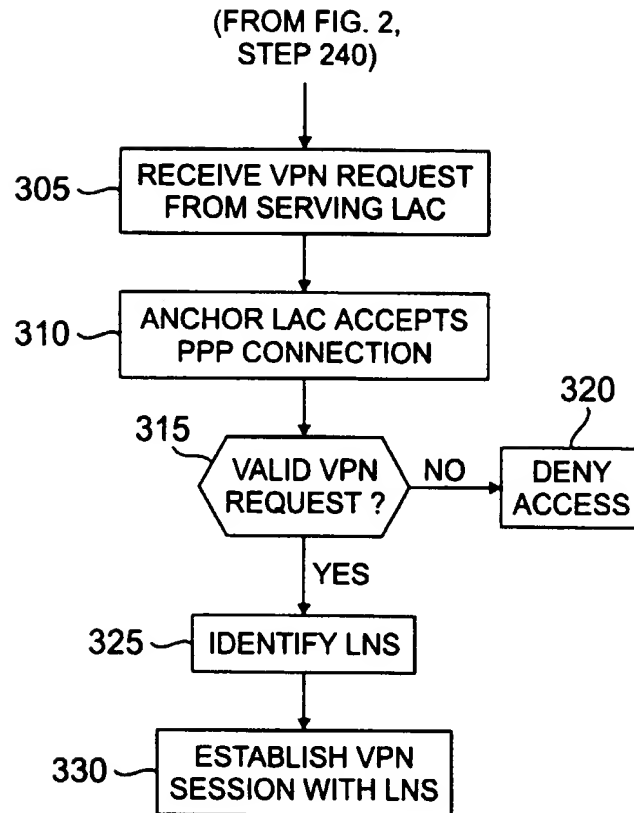 (FROM FIG. 2,
STEP 240)
305
RECEIVE VPN REQUEST
FROM SERVING LAC
310
ANCHOR LAC ACCEPTS
PPP CONNECTION
315
VALID VPN
REQUEST ?
NO
320
DENY
ACCESS
YES
325
IDENTIFY LNS
330
ESTABLISH VPN
SESSION WITH LNS